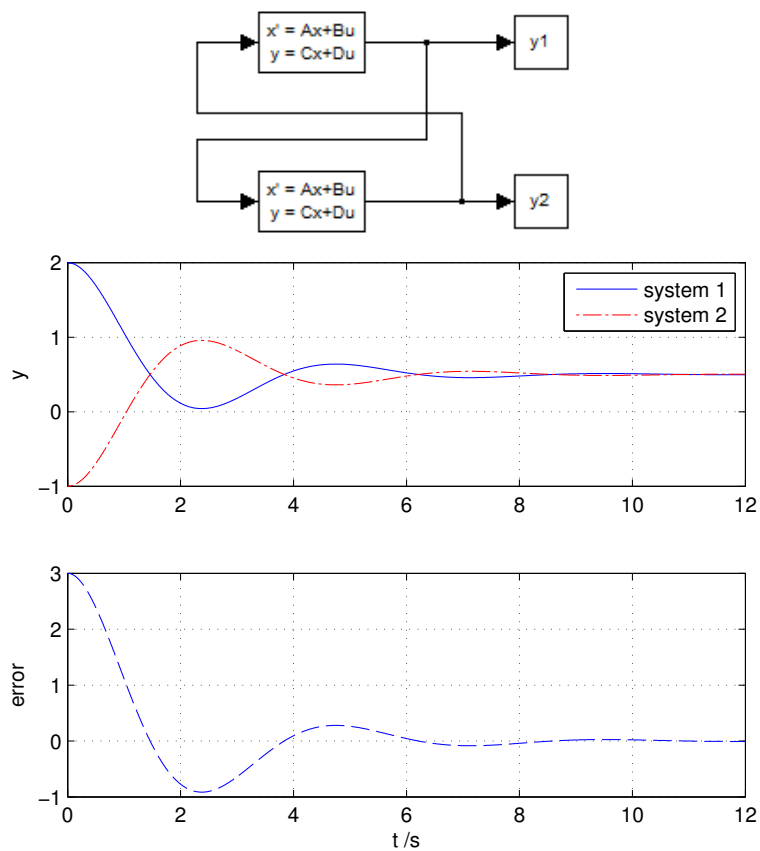 x' = Ax+Bu
y = Cx+Du
y1
x' = Ax+Bu
y = Cx+Du
y2
2
1
0
−1
y
system 1
system 2
0 2 4 6 8 10 12
3
2
1
0
−1
error
0 2 4 6 8 10 12
t /s